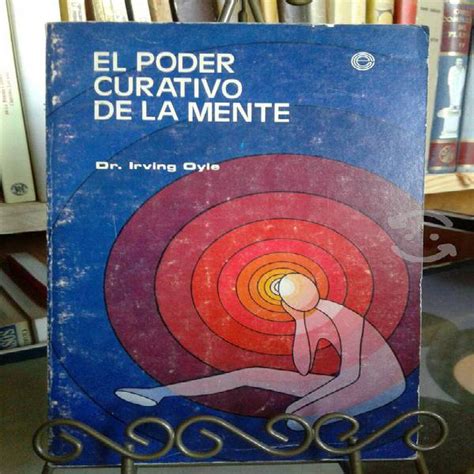 EL PODER
CURATIVO
DE LA MENTE
Dr. Irving Oyle